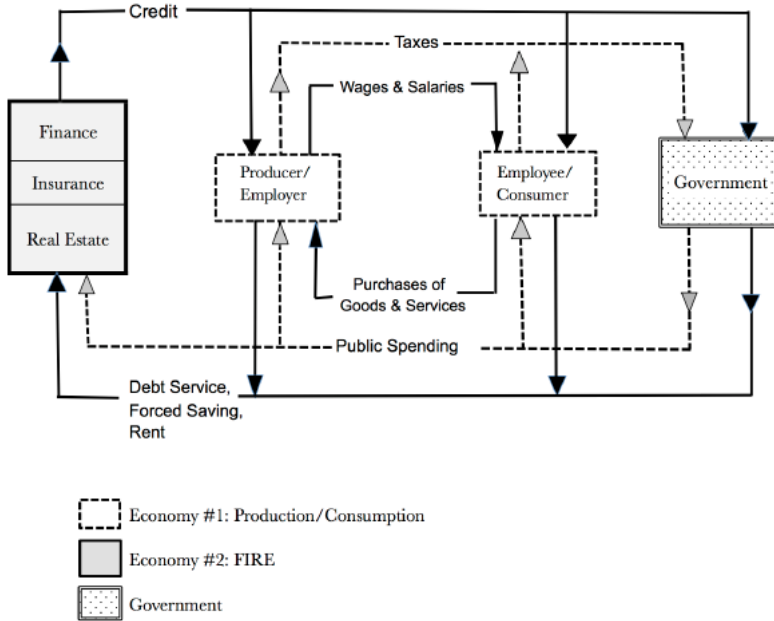 Credit
Taxes
Wages & Salaries
Finance
Insurance
Real Estate
Producer/
Employer
Employee/
Consumer
Government
Purchases of
Goods & Services
Public Spending
Debt Service,
Forced Saving,
Rent
Economy #1: Production/Consumption
Economy #2: FIRE
Government